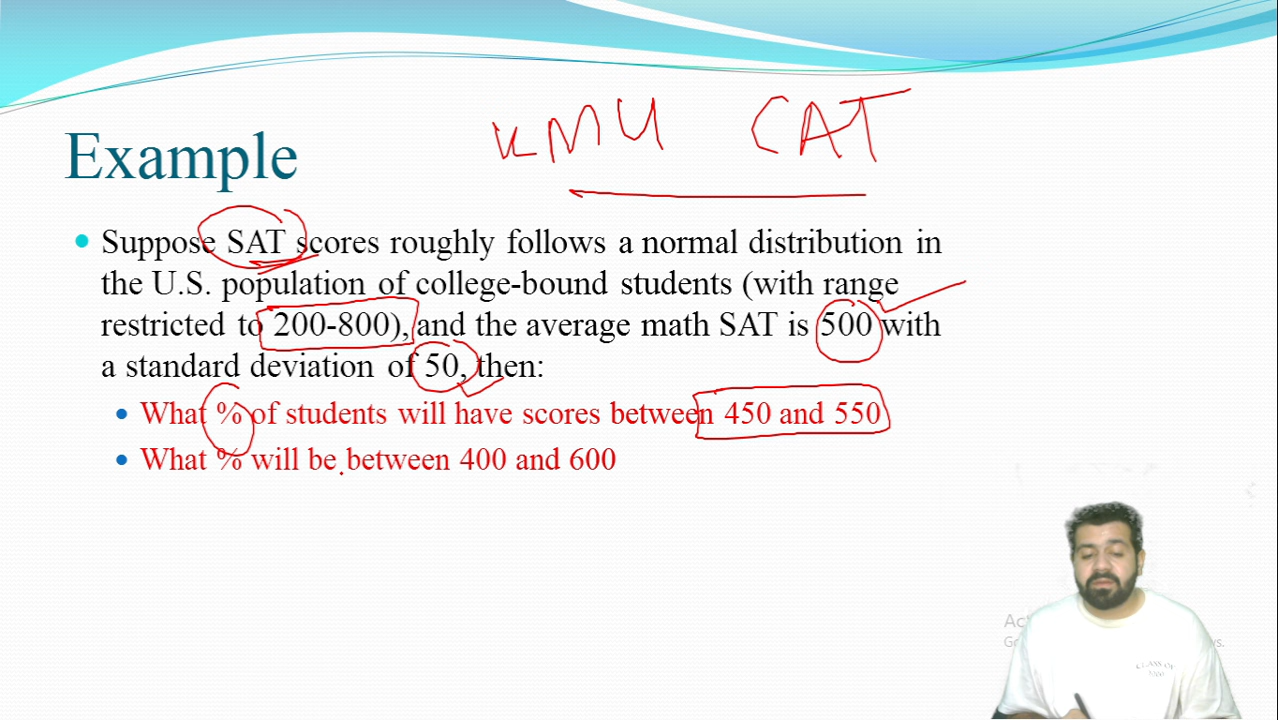 KMU CAT
Example
Suppose SAT scores roughly follows a normal distribution in
the U.S. population of college-bound students (with range
restricted to 200-800), and the average math SAT is 500 with
a standard deviation of 50, then:
What % of students will have scores between 450 and 550
What % will be between 400 and 600
CLASS OF